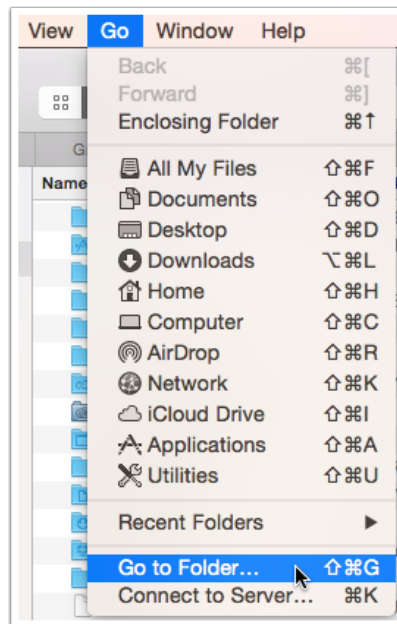 View Go Window Help
Back ⌘[
Forward ⌘]
Enclosing Folder ⌘↑
All My Files ⇧⌘F
Name
Documents ⇧⌘O
Desktop ⇧⌘D
Downloads ⌥⌘L
Home ⇧⌘H
Computer ⇧⌘C
AirDrop ⇧⌘R
Network ⇧⌘K
iCloud Drive ⇧⌘I
Applications ⇧⌘A
Utilities ⇧⌘U
Recent Folders ▶
Go to Folder... ⇧⌘G
Connect to Server... ⌘K